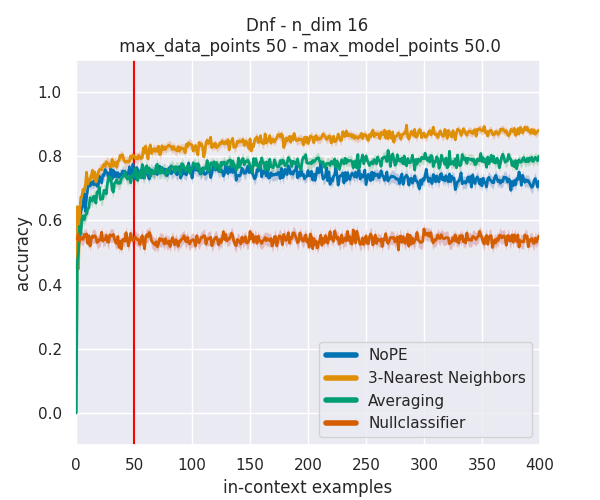 Dnf - n_dim 16
max_data_points 50 - max_model_points 50.0
1.0
0.8
0.6
0.4
0.2
0.0
accuracy
NoPE
3-Nearest Neighbors
Averaging
Nullclassifier
0 50 100 150 200 250 300 350 400
in-context examples